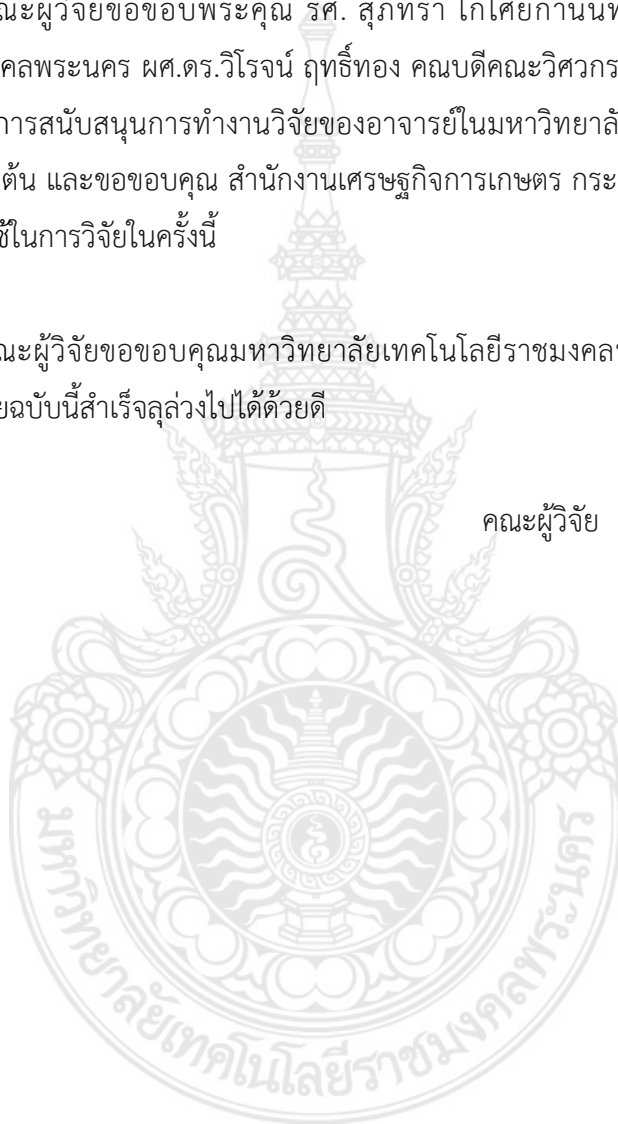 ณะผู้วิจัยขอขอบพระคุณ รศ. สุภัทรา โกไศยกานนท
คลพระนคร ผศ.ดร.วิโรจน์ ฤทธิ์ทอง คณบดีคณะวิศวกร
การสนับสนุนการทำงานวิจัยของอาจารย์ในมหาวิทยาลั
ต้น และขอขอบคุณ สำนักงานเศรษฐกิจการเกษตร กระ
ช้ในการวิจัยในครั้งนี้
ณะผู้วิจัยขอขอบคุณมหาวิทยาลัยเทคโนโลยีราชมงคล
ยฉบับนี้สำเร็จลุล่วงไปได้ด้วยดี
คณะผู้วิจัย
มหาวิทยาลัยเทคโนโลยีราชมงคลพระนคร